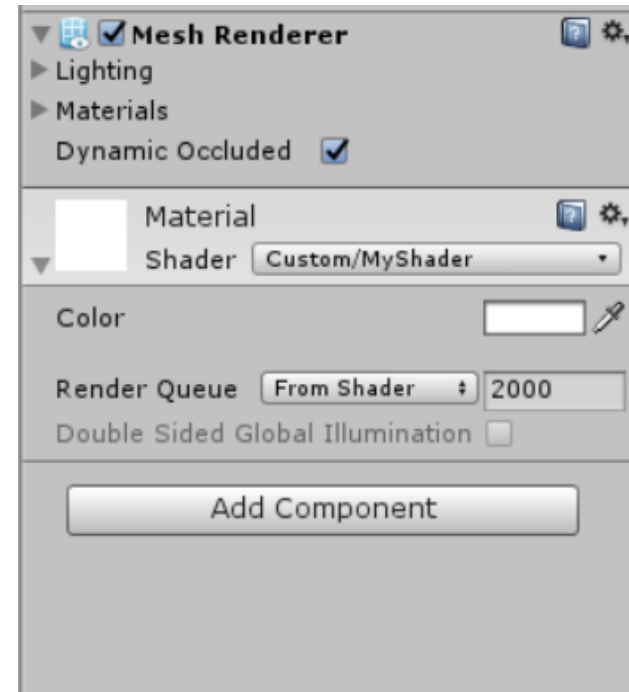 Mesh Renderer
Lighting
Materials
Dynamic Occluded
Material
Shader Custom/MyShader
Color
Render Queue From Shader 2000
Double Sided Global Illumination
Add Component